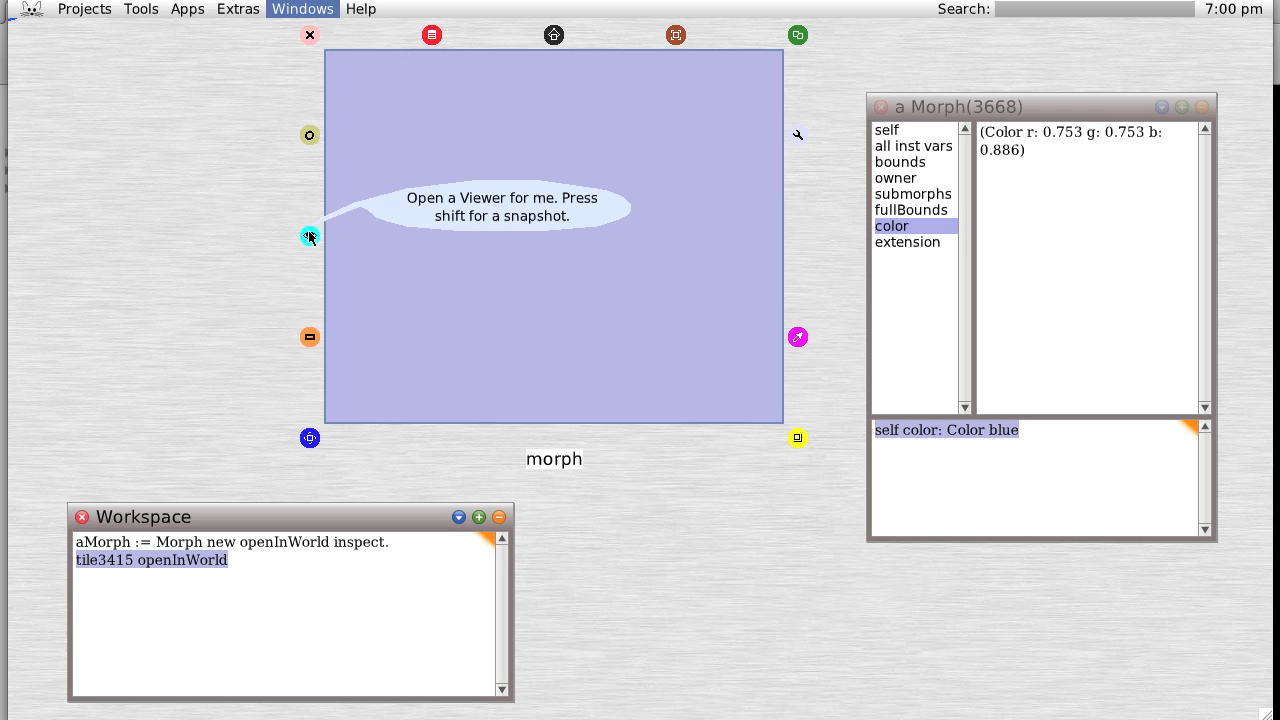 Projects Tools Apps Extras Windows Help Search: 7:00 pm
Open a Viewer for me. Press
shift for a snapshot.
morph
a Morph(3668)
self
all inst vars
bounds
owner
submorphs
fullBounds
color
extension
(Color r: 0.753 g: 0.753 b:
0.886)
self color: Color blue
Workspace
aMorph := Morph new openInWorld inspect.
tile3415 openInWorld